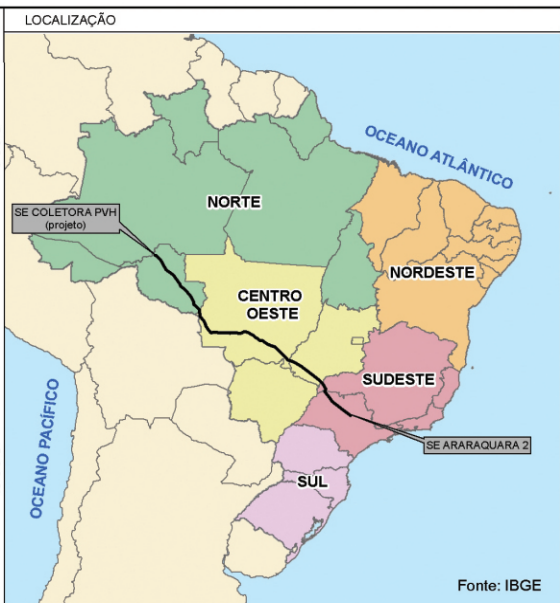 LOCALIZAÇÃO
OCEANO ATLÂNTICO
NORTE
SE COLETORA PVH
(projeto)
NORDESTE
CENTRO
OESTE
SUDESTE
OCEANO PACÍFICO
SE ARARAQUARA 2
SUL
Fonte: IBGE